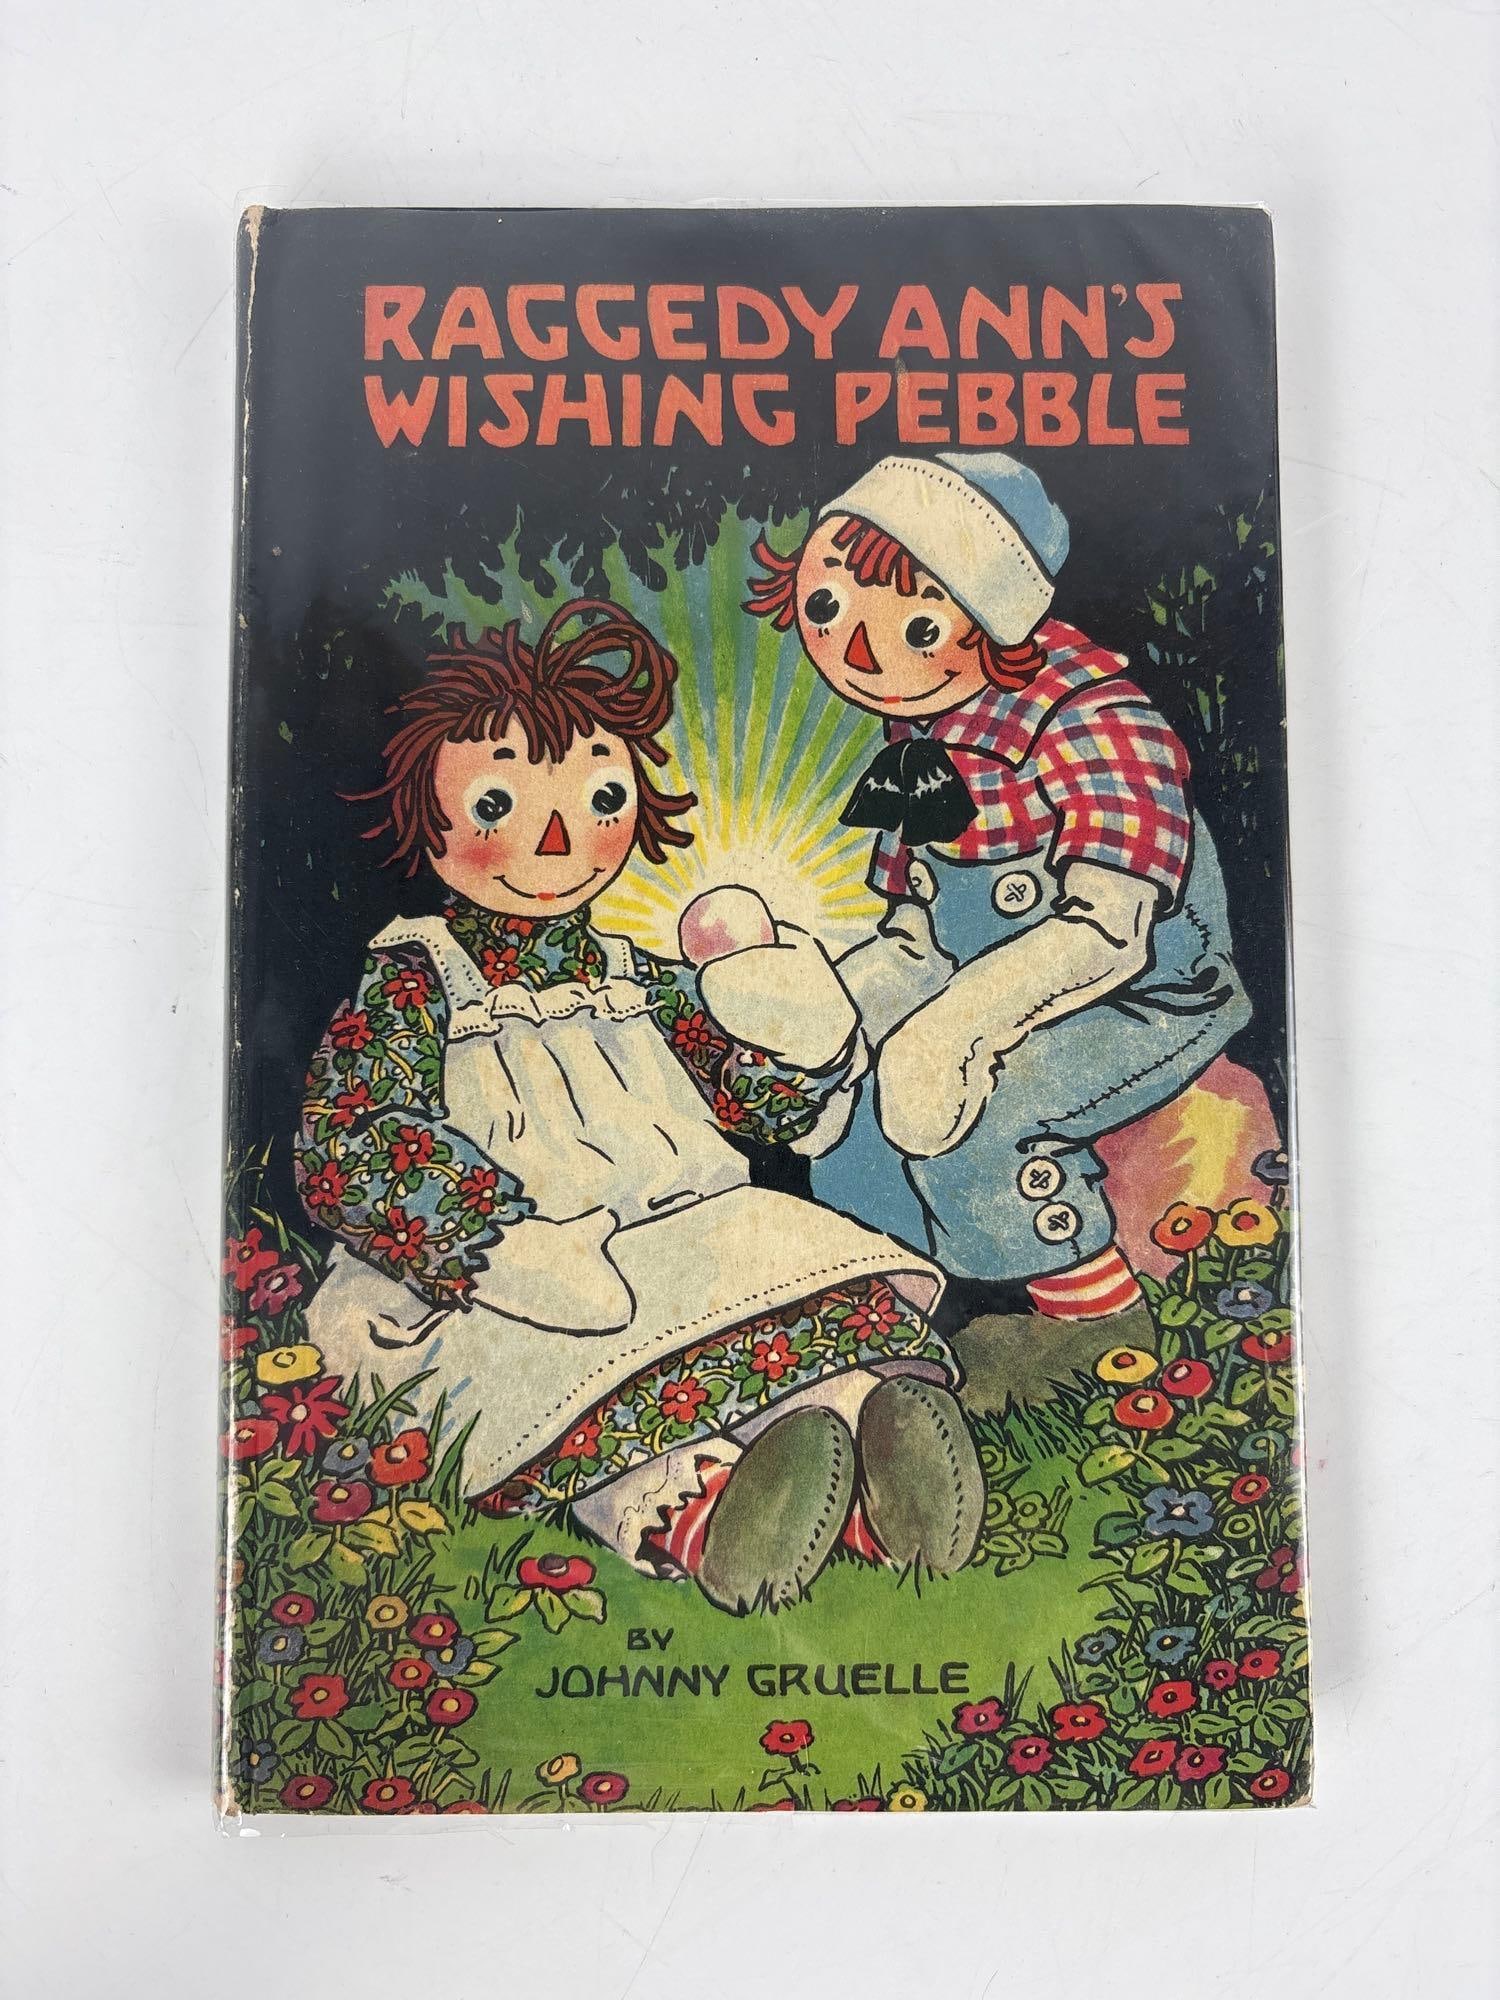 RAGGEDY ANN'S
WISHING PEBBLE
BY
JOHNNY GRUELLE